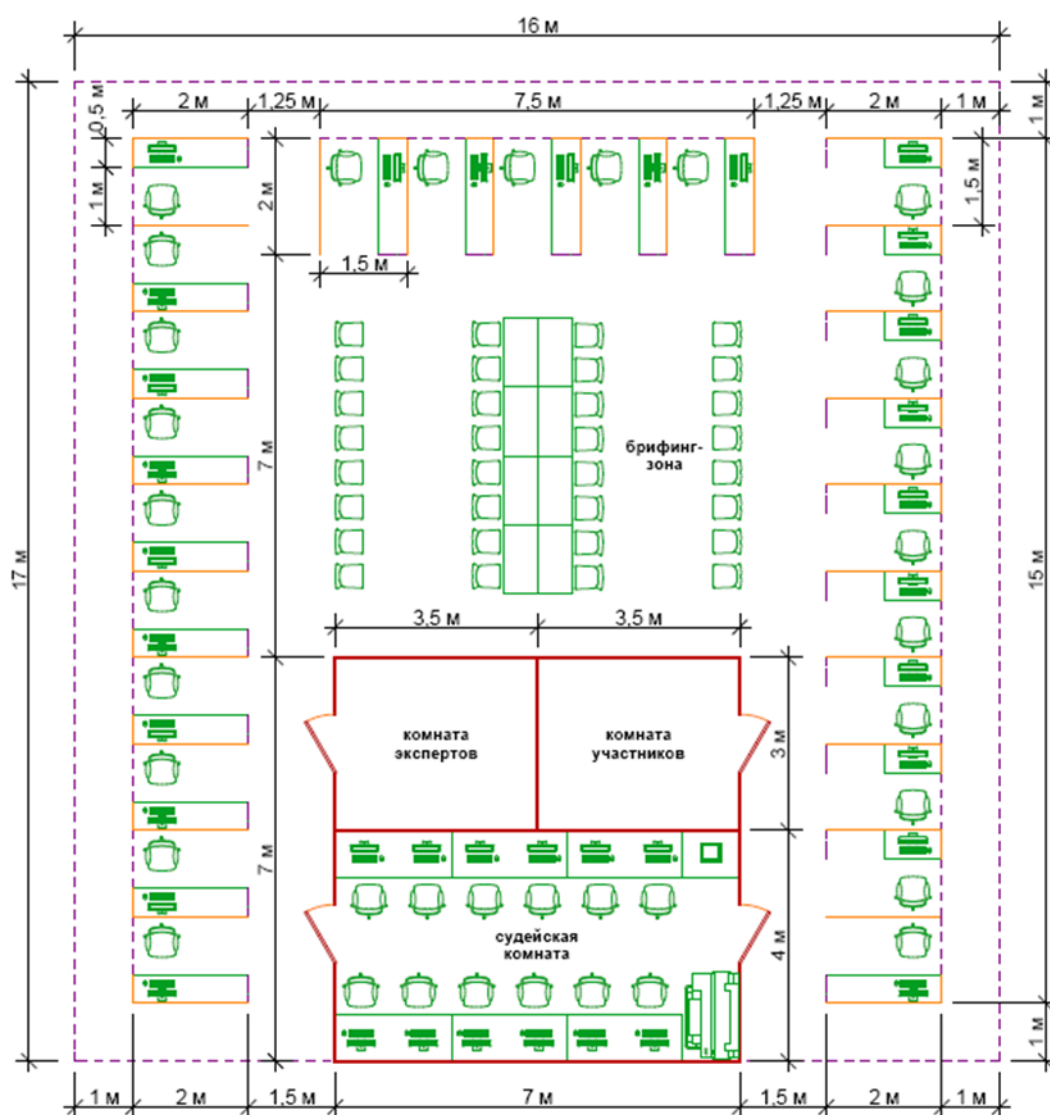 16 м
2 м
1,25 м
7,5 м
1,25 м
2 м
1 м
0,5 м
1 м
1 м
2 м
1,5 м
1,5 м
брифинг-
зона
7 м
17 м
15 м
3,5 м
3,5 м
комната
экспертов
комната
участников
3 м
7 м
судейская
комната
4 м
1 м
1 м
2 м
1,5 м
7 м
1,5 м
2 м
1 м